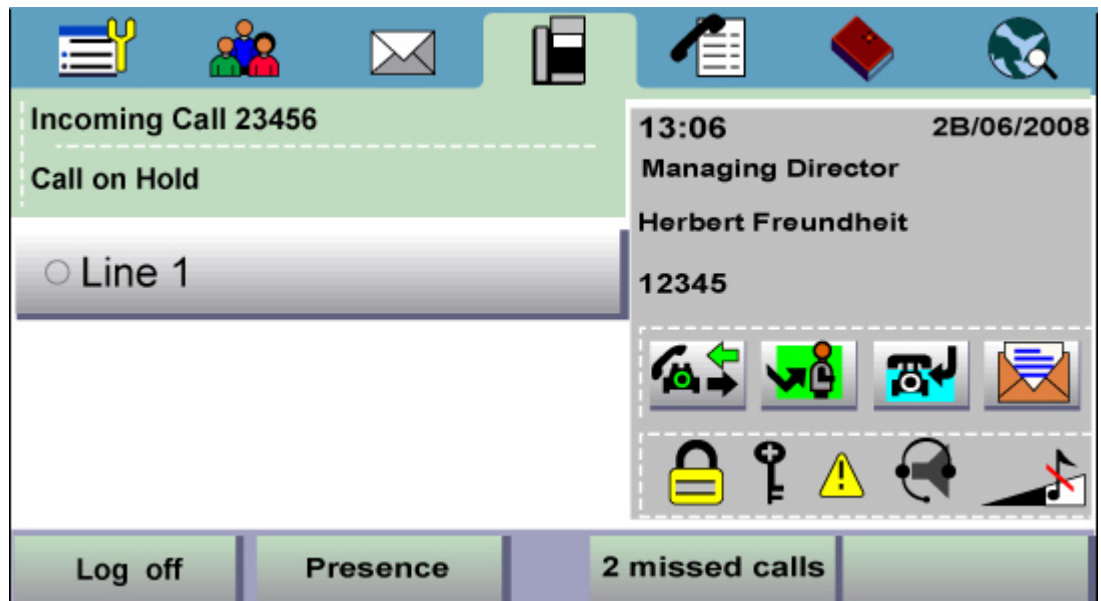 Incoming Call 23456
Call on Hold
Line 1
13:06 2B/06/2008
Managing Director
Herbert Freundheit
12345
Log off Presence 2 missed calls